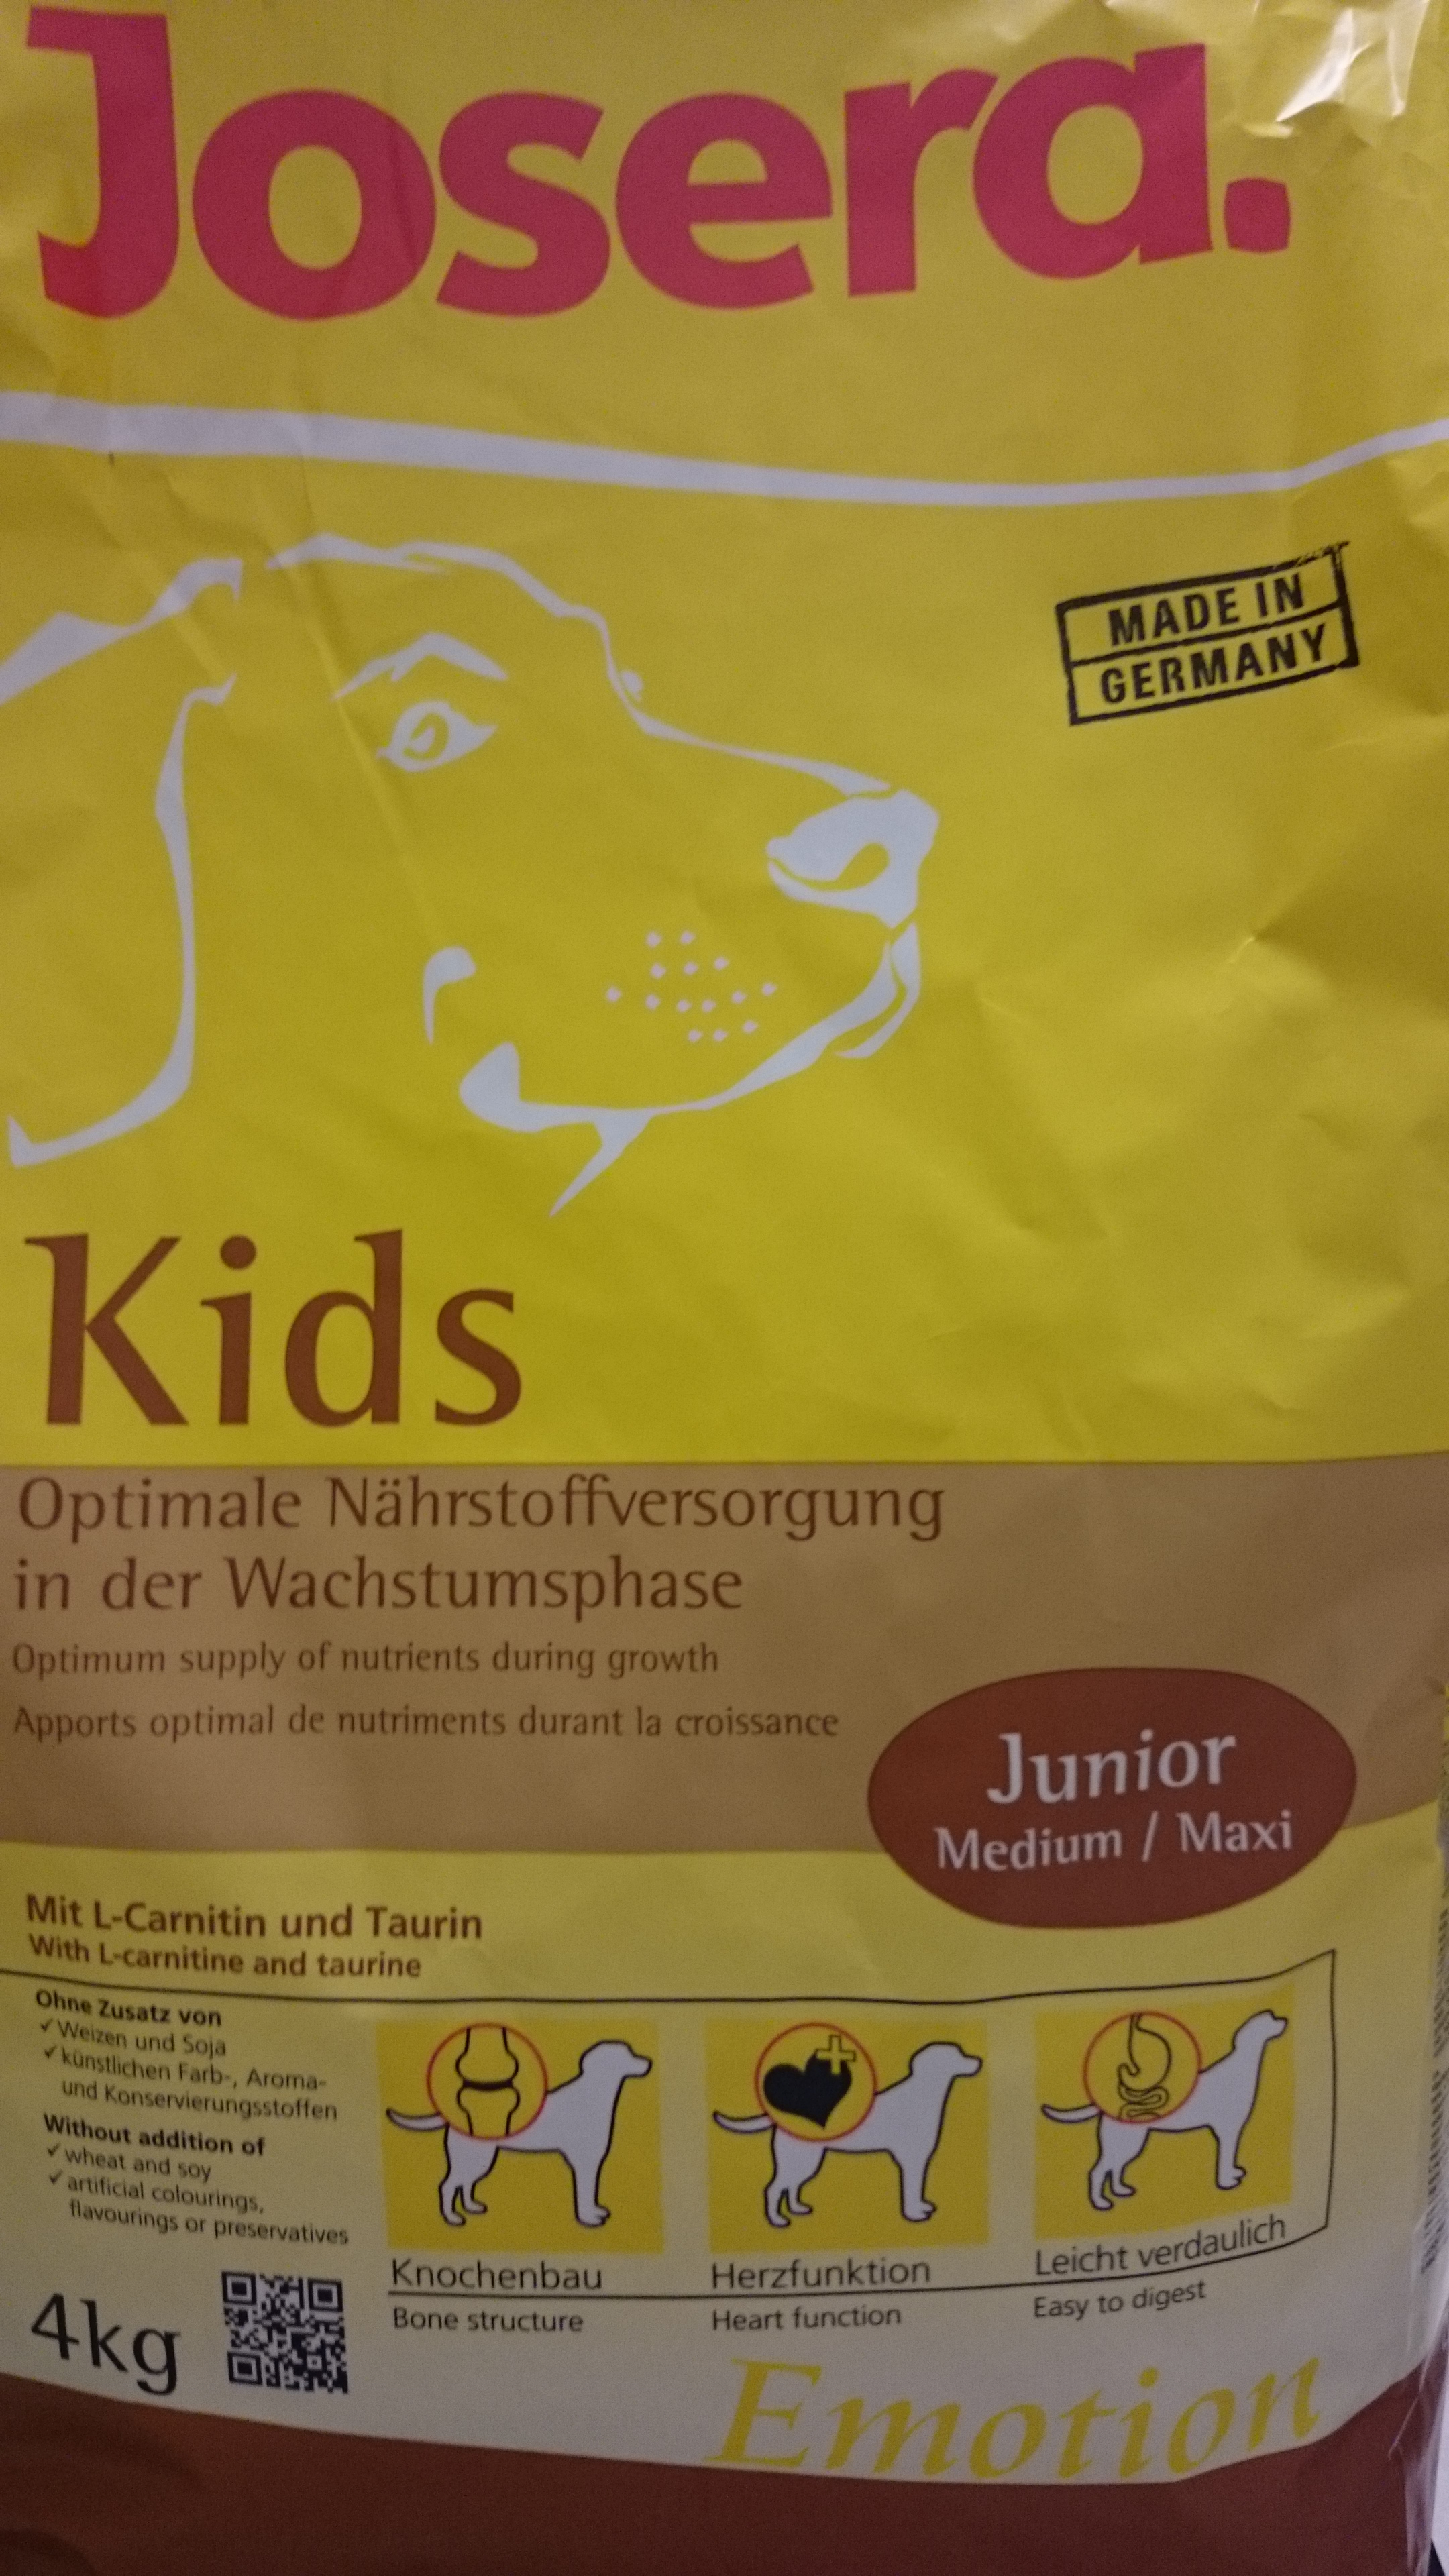 Josera.
MADE IN
GERMANY
Kids
Optimale Nährstoffversorgung
in der Wachstumsphase
Optimum supply of nutrients during growth
Apports optimal de nutriments durant la croissance
Junior
Medium / Maxi
Mit L-Carnitin und Taurin
With L-carnitine and taurine
Ohne Zusatz von
✓ Weizen und Soja
✓ künstlichen Farb-, Aroma-
und Konservierungsstoffen
Without addition of
✓ wheat and soy
✓ artificial colourings,
flavourings or preservatives
Knochenbau
Bone structure
Herzfunktion
Heart function
Leicht verdaulich
Easy to digest
4kg
Emotion